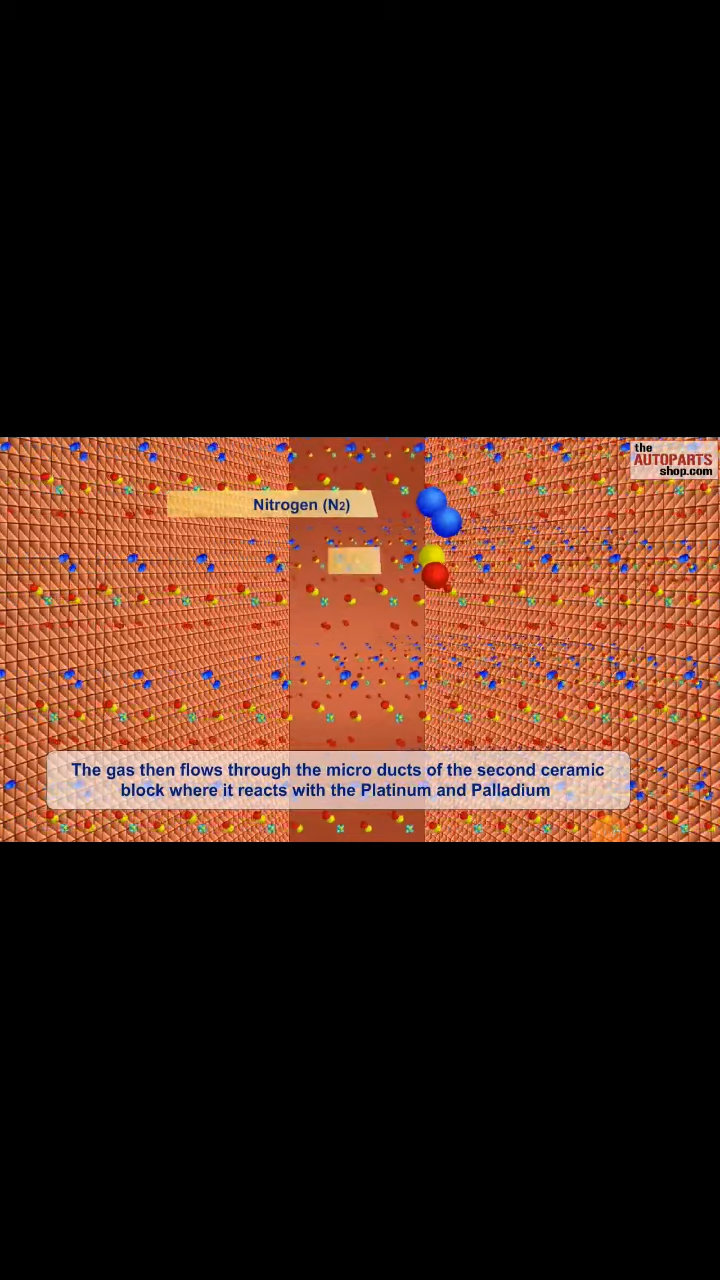 the
AUTOPARTS
shop.com
Nitrogen (N2)
The gas then flows through the micro ducts of the second ceramic
block where it reacts with the Platinum and Palladium